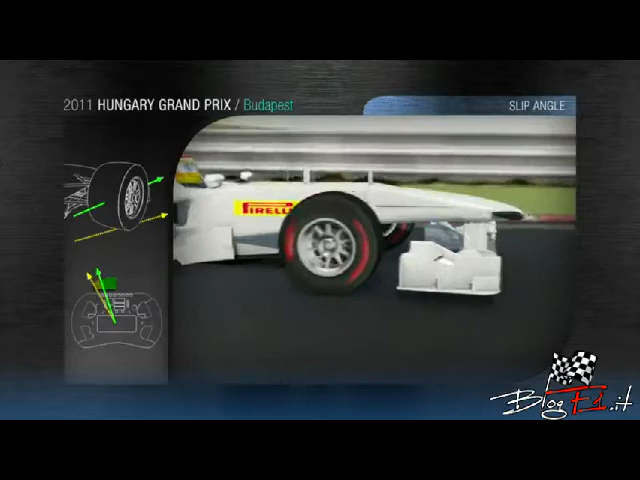 2011 HUNGARY GRAND PRIX / Budapest
SLIP ANGLE
PIRELLI
Blog F1.it